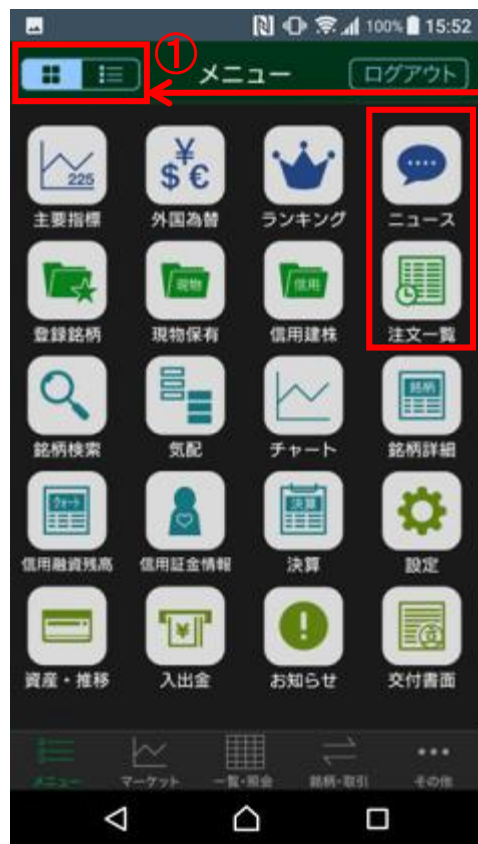 100% 15:52
①
メニュー
ログアウト
225
¥
$ €
主要指標 外国為替 ランキング ニュース
現物 信用
登録銘柄 現物保有 信用建株 注文一覧
銘柄
銘柄検索 気配 チャート 銘柄詳細
決算
信用融資残高 信用証金情報 決算 設定
¥
資産・推移 入出金 お知らせ 交付書面
メニュー マーケット 一覧・照会 銘柄・取引 その他